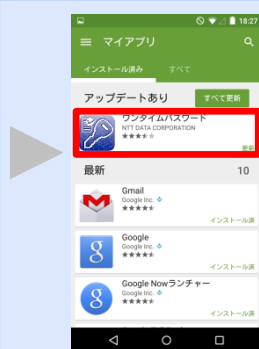 18:27
マイアプリ
インストール済み すべて
アップデートあり すべて更新
ワンタイムパスワード
NTT DATA CORPORATION
更新
最新 10
Gmail
Google Inc.
インストール済
Google
Google Inc.
インストール済
Google Nowランチャー
Google Inc.
インストール済